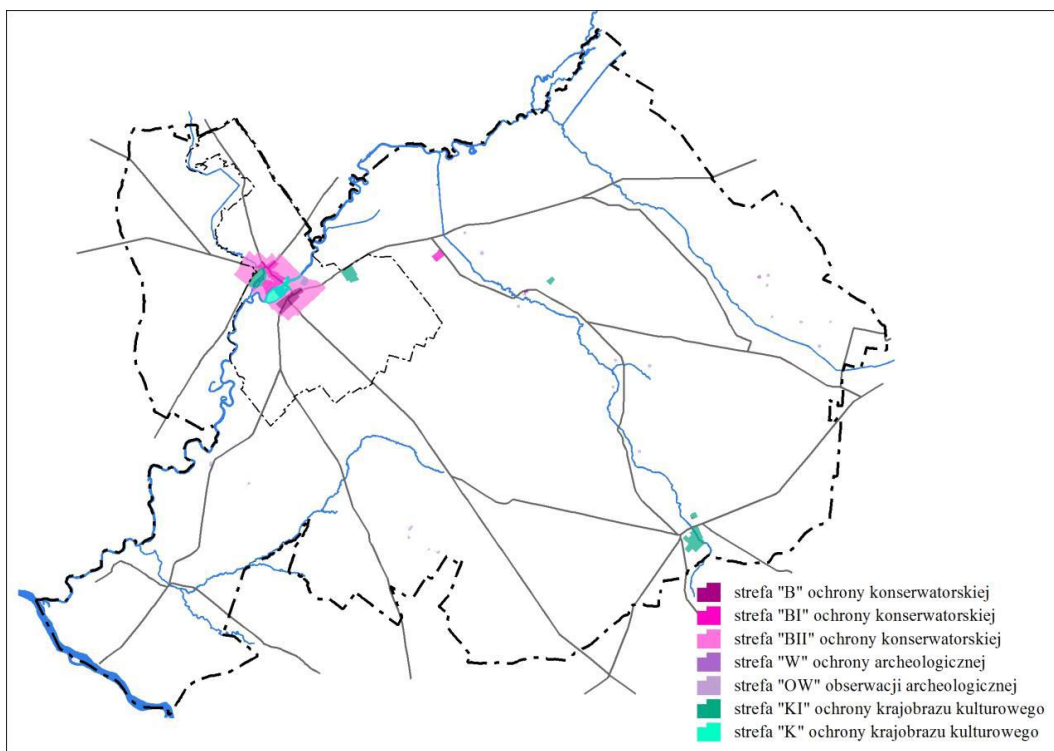 strefa "B" ochrony konserwatorskiej
strefa "BI" ochrony konserwatorskiej
strefa "BII" ochrony konserwatorskiej
strefa "W" ochrony archeologicznej
strefa "OW" obserwacji archeologicznej
strefa "KI" ochrony krajobrazu kulturowego
strefa "K" ochrony krajobrazu kulturowego